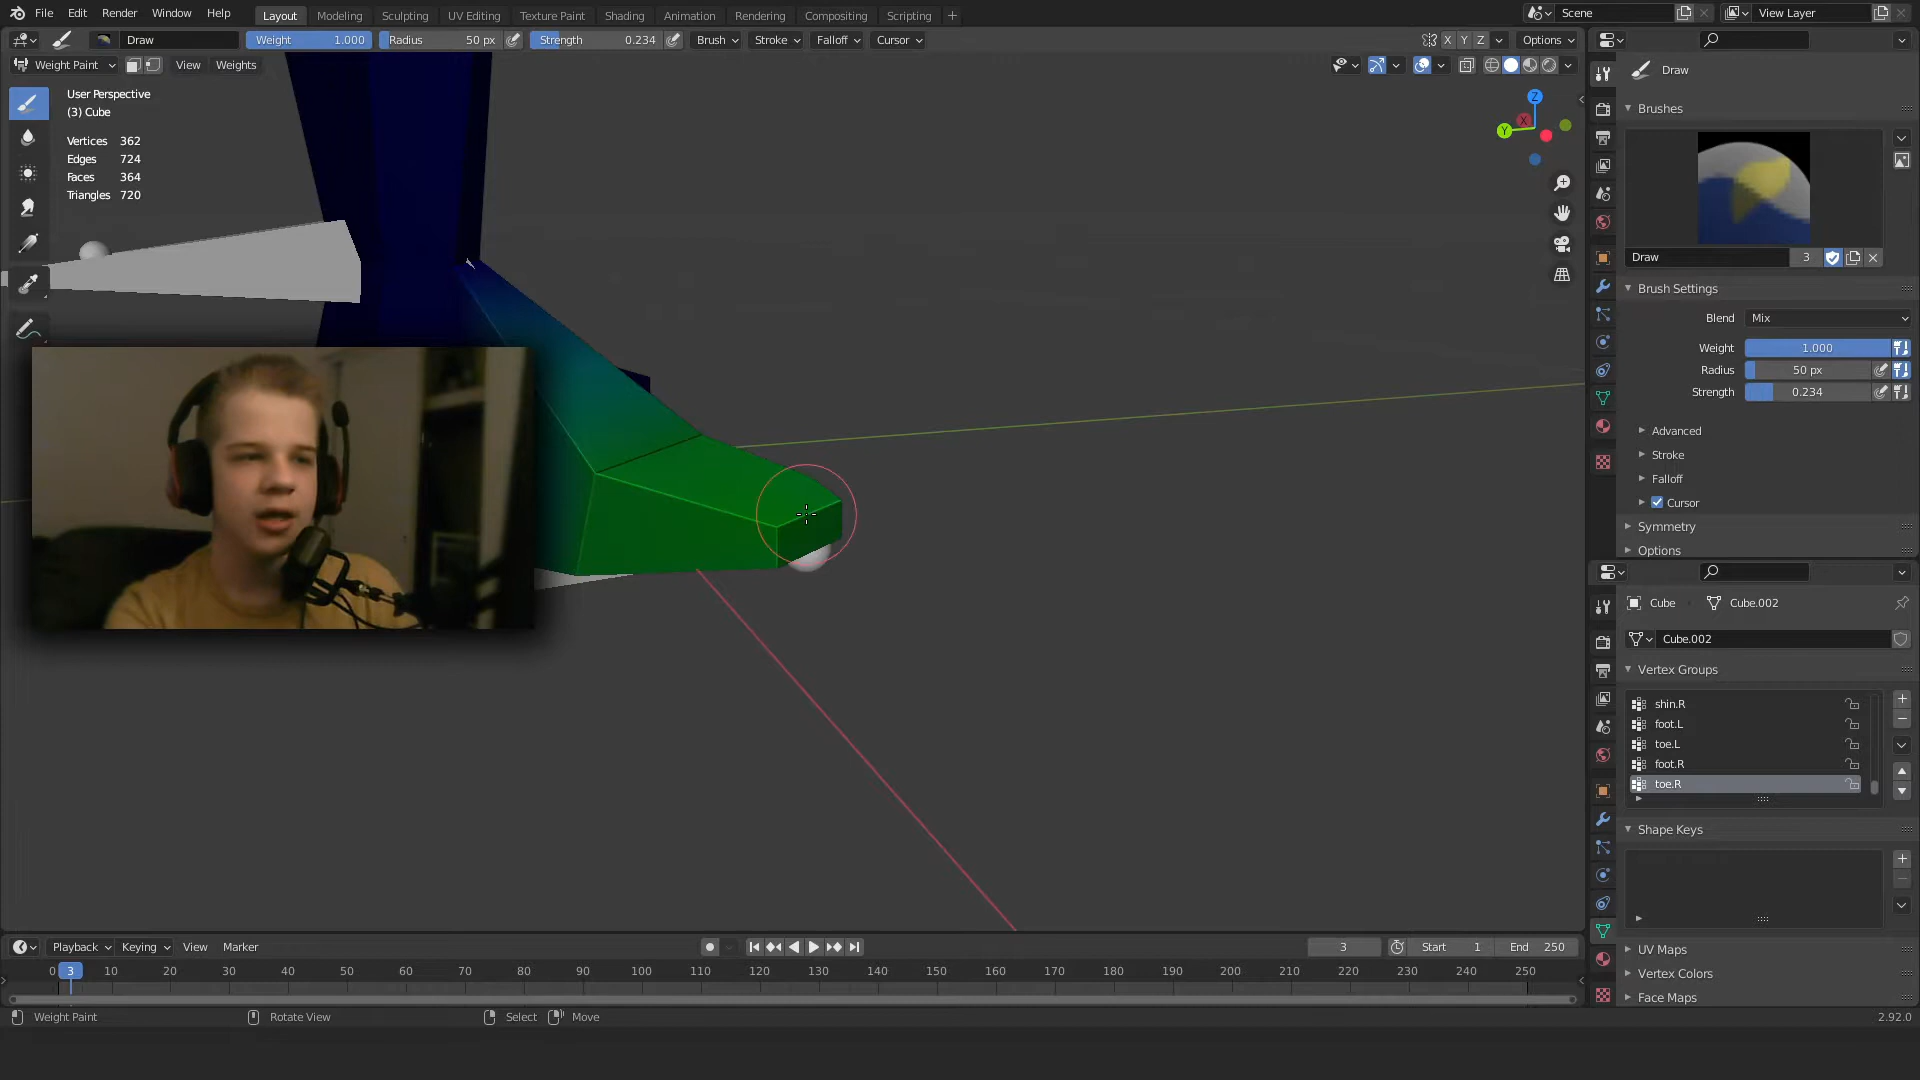 File Edit Render Window Help Layout Modeling Sculpting UV Editing Texture Paint Shading Animation Rendering Compositing Scripting Scene View Layer
Draw Weight 1.000 Radius 50 px Strength 0.234 Brush Stroke Falloff Cursor X Y Z Options
Weight Paint View Weights
User Perspective
(3) Cube
Vertices 362
Edges 724
Faces 364
Triangles 720
Z
X
Y
Draw
Brushes
Draw 3
Brush Settings
Blend Mix
Weight 1.000
Radius 50 px
Strength 0.234
Advanced
Stroke
Falloff
Cursor
Symmetry
Options
Cube Cube.002
Cube.002
Vertex Groups
shin.R
foot.L
toe.L
foot.R
toe.R
Shape Keys
UV Maps
Vertex Colors
Face Maps
Playback Keying View Marker 3 Start 1 End 250
0 3 10 20 30 40 50 60 70 80 90 100 110 120 130 140 150 160 170 180 190 200 210 220 230 240 250
Weight Paint Rotate View Select Move 2.92.0